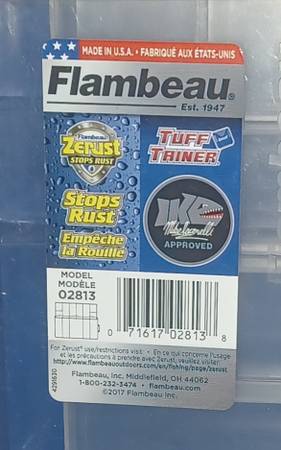 MADE IN U.S.A. • FABRIQUÉ AUX ÉTATS-UNIS
Flambeau®
Est. 1947
Flambeau
ZERUST
STOPS RUST
TUFF
TAINER
Stops
Rust
Empêche
la Rouille
IKE
Mike Iaconelli
APPROVED
MODEL
MODÈLE
02813
0 71617 02813 8
For Zerust® use/restrictions visit: • En ce qui concerne l'usage
et les précautions à prendre avec Zerust, veuillez visiter:
http://www.flambeauoutdoors.com/en/fishing/page/zerust
Flambeau, Inc. Middlefield, OH 44062
1-800-232-3474 • flambeau.com
©2017 Flambeau Inc.